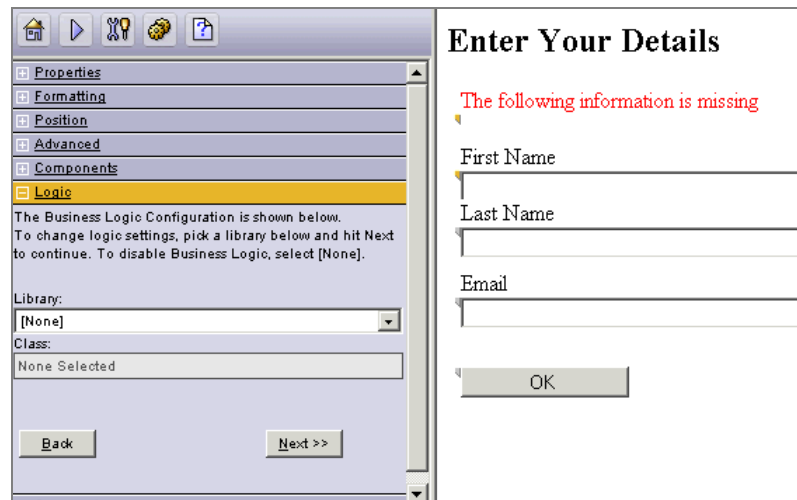 Properties
Formatting
Position
Advanced
Components
Logic
The Business Logic Configuration is shown below.
To change logic settings, pick a library below and hit Next
to continue. To disable Business Logic, select [None].
Library:
[None]
Class:
None Selected
Back
Next >>
Enter Your Details
The following information is missing
First Name
Last Name
Email
OK